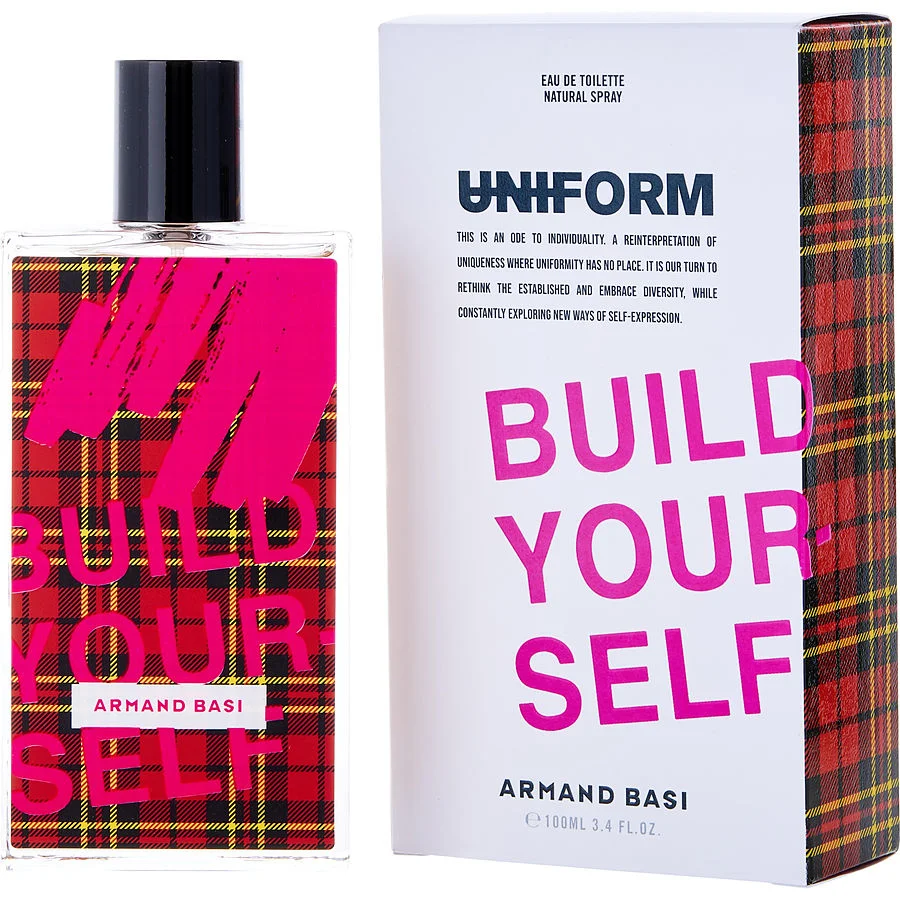 EAU DE TOILETTE
NATURAL SPRAY
UNIFORM
THIS IS AN ODE TO INDIVIDUALITY. A REINTERPRETATION OF
UNIQUENESS WHERE UNIFORMITY HAS NO PLACE. IT IS OUR TURN TO
RETHINK THE ESTABLISHED AND EMBRACE DIVERSITY, WHILE
CONSTANTLY EXPLORING NEW WAYS OF SELF-EXPRESSION.
BUILD
YOUR-
SELF
ARMAND BASI
℮100ML 3.4 FL.OZ.
BUILD
YOUR-
ARMAND BASI
SELF